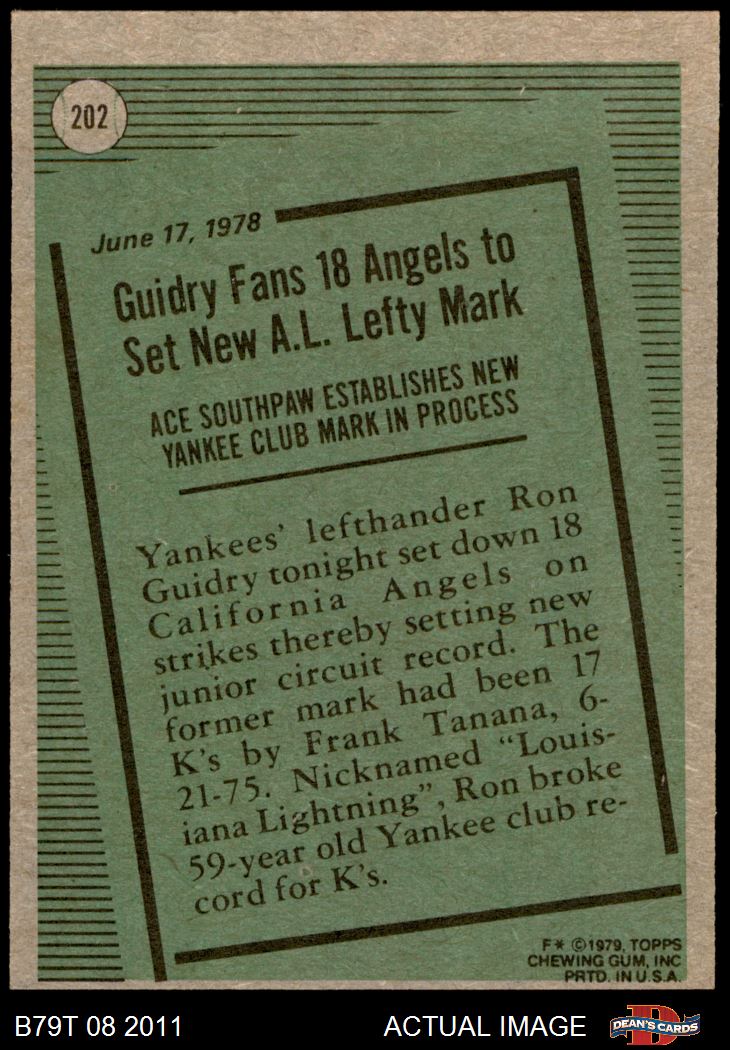 202
June 17, 1978
Guidry Fans 18 Angels to
Set New A.L. Lefty Mark
ACE SOUTHPAW ESTABLISHES NEW
YANKEE CLUB MARK IN PROCESS
Yankees' lefthander Ron
Guidry tonight set down 18
California Angels on
strikes thereby setting new
junior circuit record. The
former mark had been 17
K's by Frank Tanana, 6-
21-75. Nicknamed "Louis-
iana Lightning", Ron broke
59-year old Yankee club re-
cord for K's.
F* ©1979, TOPPS
CHEWING GUM, INC
PRTD. IN U.S.A.
B79T 08 2011
ACTUAL IMAGE
D
DEAN'S CARDS